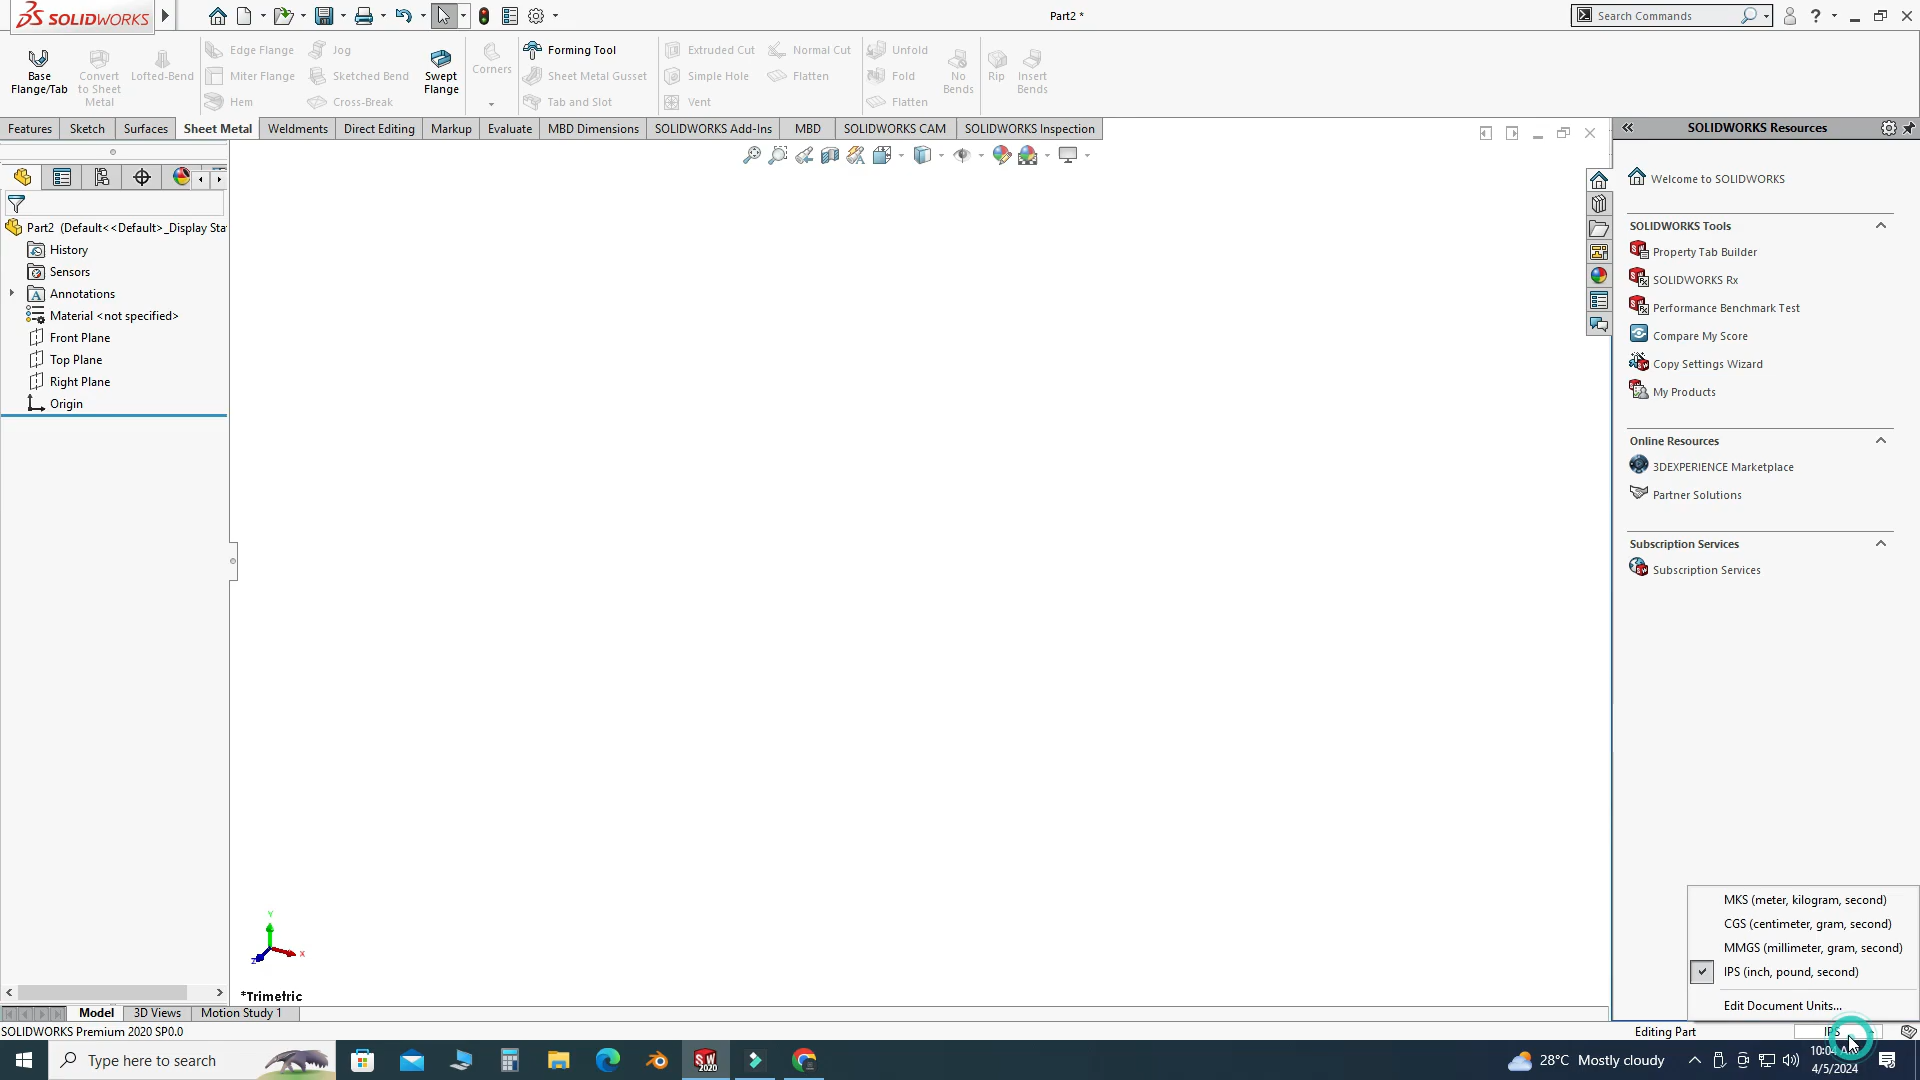 SOLIDWORKS
Part2 *
Search Commands
Base Flange/Tab
Convert to Sheet Metal
Lofted-Bend
Edge Flange
Miter Flange
Hem
Jog
Sketched Bend
Cross-Break
Swept Flange
Corners
Forming Tool
Sheet Metal Gusset
Tab and Slot
Extruded Cut
Simple Hole
Vent
Normal Cut
Flatten
Unfold
Fold
Flatten
No Bends
Rip
Insert Bends
Features
Sketch
Surfaces
Sheet Metal
Weldments
Direct Editing
Markup
Evaluate
MBD Dimensions
SOLIDWORKS Add-Ins
MBD
SOLIDWORKS CAM
SOLIDWORKS Inspection
Part2 (Default<<Default>_Display Sta
History
Sensors
Annotations
Material <not specified>
Front Plane
Top Plane
Right Plane
Origin
Y
X
Z
*Trimetric
SOLIDWORKS Resources
Welcome to SOLIDWORKS
SOLIDWORKS Tools
Property Tab Builder
SOLIDWORKS Rx
Performance Benchmark Test
Compare My Score
Copy Settings Wizard
My Products
Online Resources
3DEXPERIENCE Marketplace
Partner Solutions
Subscription Services
Subscription Services
MKS (meter, kilogram, second)
CGS (centimeter, gram, second)
MMGS (millimeter, gram, second)
IPS (inch, pound, second)
Edit Document Units...
Model
3D Views
Motion Study 1
SOLIDWORKS Premium 2020 SP0.0
Editing Part
IPS
Type here to search
SW 2020
28°C Mostly cloudy
10:04
4/5/2024